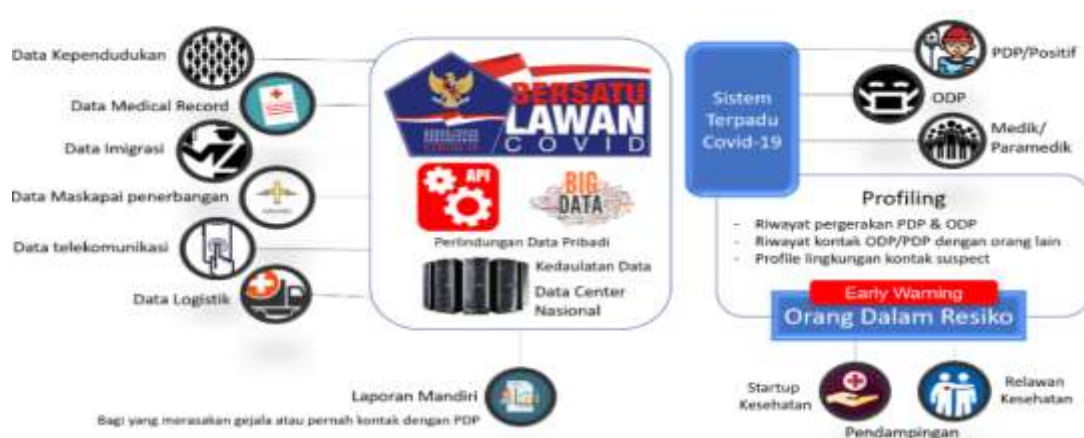 Data Kependudukan
Data Medical Record
Data Imigrasi
Data Maskapai penerbangan
Data telekomunikasi
Data Logistik
BERSATU
LAWAN
COVID
API
BIG
DATA
Perlindungan Data Pribadi
Kedaulatan Data
Data Center
Nasional
Laporan Mandiri
Bagi yang merasakan gejala atau pernah kontak dengan PDP
Sistem
Terpadu
Covid-19
PDP/Positif
ODP
Medik/
Paramedik
Profiling
- Riwayat pergerakan PDP & ODP
- Riwayat kontak ODP/PDP dengan orang lain
- Profile lingkungan kontak suspect
Early Warning
Orang Dalam Resiko
Startup
Kesehatan
Relawan
Kesehatan
Pendampingan